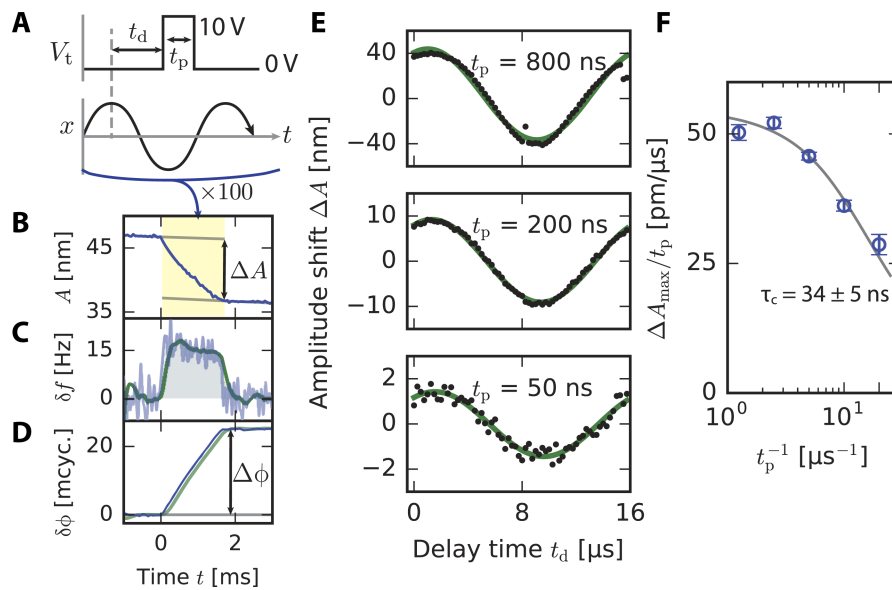 A
V_t
t_d
t_p
10 V
0 V
x
t
×100
B
A [nm]
45
35
ΔA
C
δf [Hz]
15
0
D
δϕ [mcyc.]
20
0
Δϕ
0
2
Time t [ms]
E
Amplitude shift ΔA [nm]
40
0
−40
t_p = 800 ns
10
0
−10
t_p = 200 ns
2
0
−2
t_p = 50 ns
0
8
16
Delay time t_d [µs]
F
ΔA_max/t_p [pm/µs]
50
25
0
τ_c = 34 ± 5 ns
10^0
10^1
t_p^−1 [µs^−1]